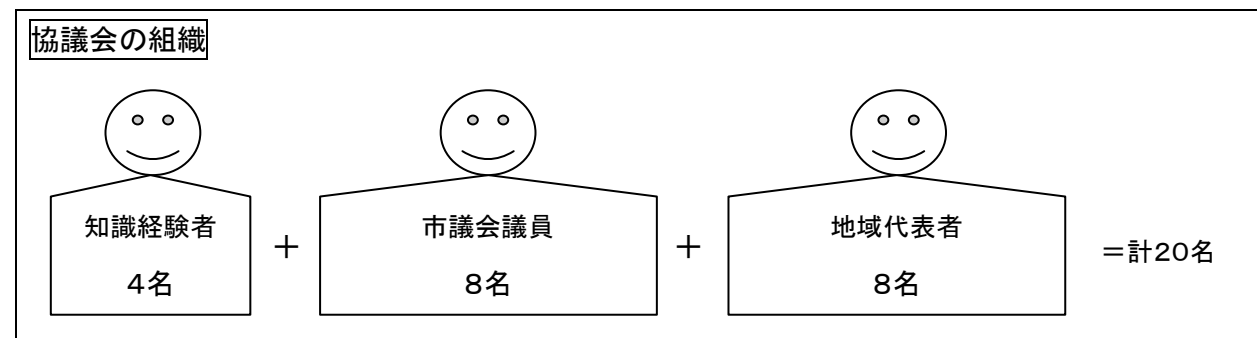 協議会の組織
知識経験者
4名
＋
市議会議員
8名
＋
地域代表者
8名
＝計20名